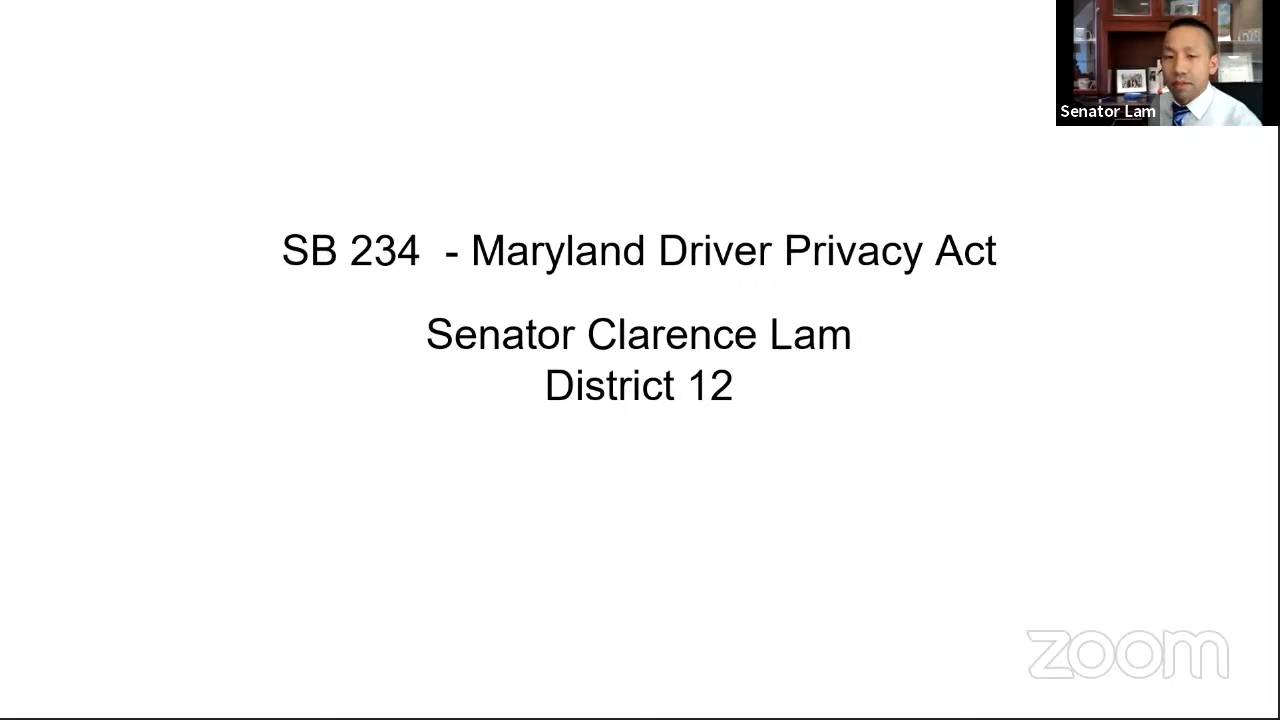 Senator Lam
SB 234 - Maryland Driver Privacy Act
Senator Clarence Lam
District 12
zoom